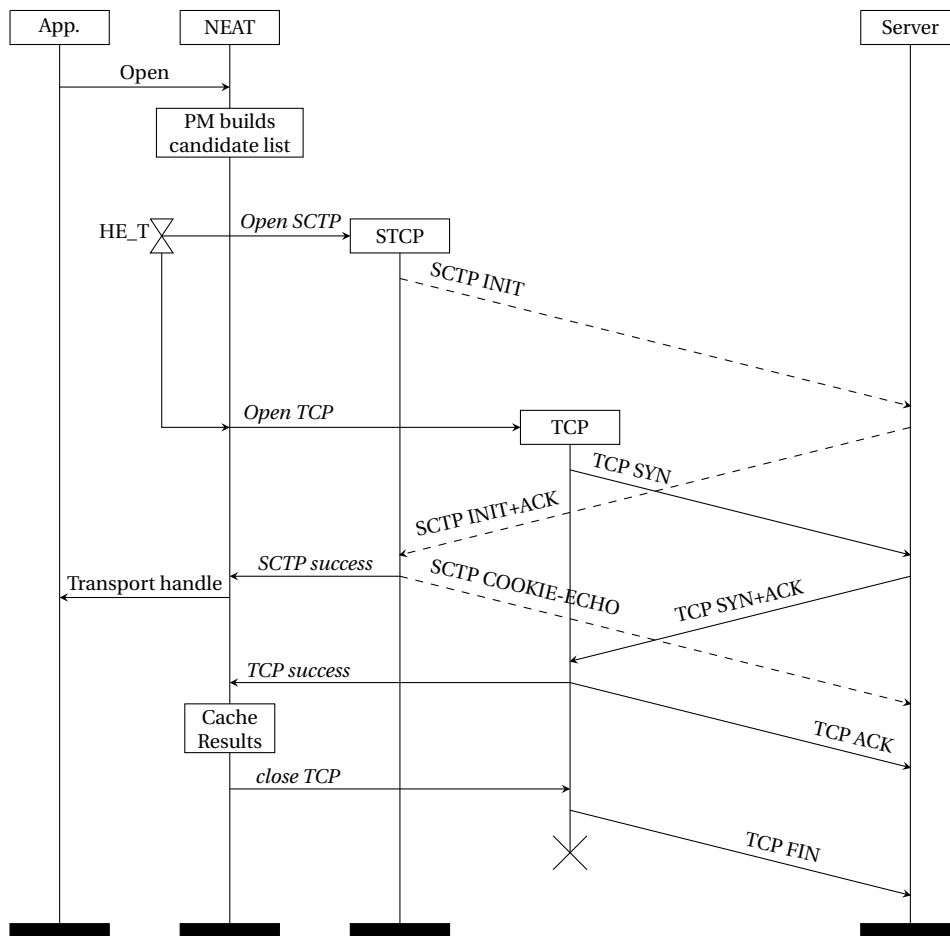 App.
NEAT
Server
Open
PM builds
candidate list
HE_T
Open SCTP
STCP
SCTP INIT
Open TCP
TCP
TCP SYN
SCTP INIT+ACK
SCTP success
SCTP COOKIE-ECHO
Transport handle
TCP SYN+ACK
TCP success
Cache
Results
TCP ACK
close TCP
TCP FIN